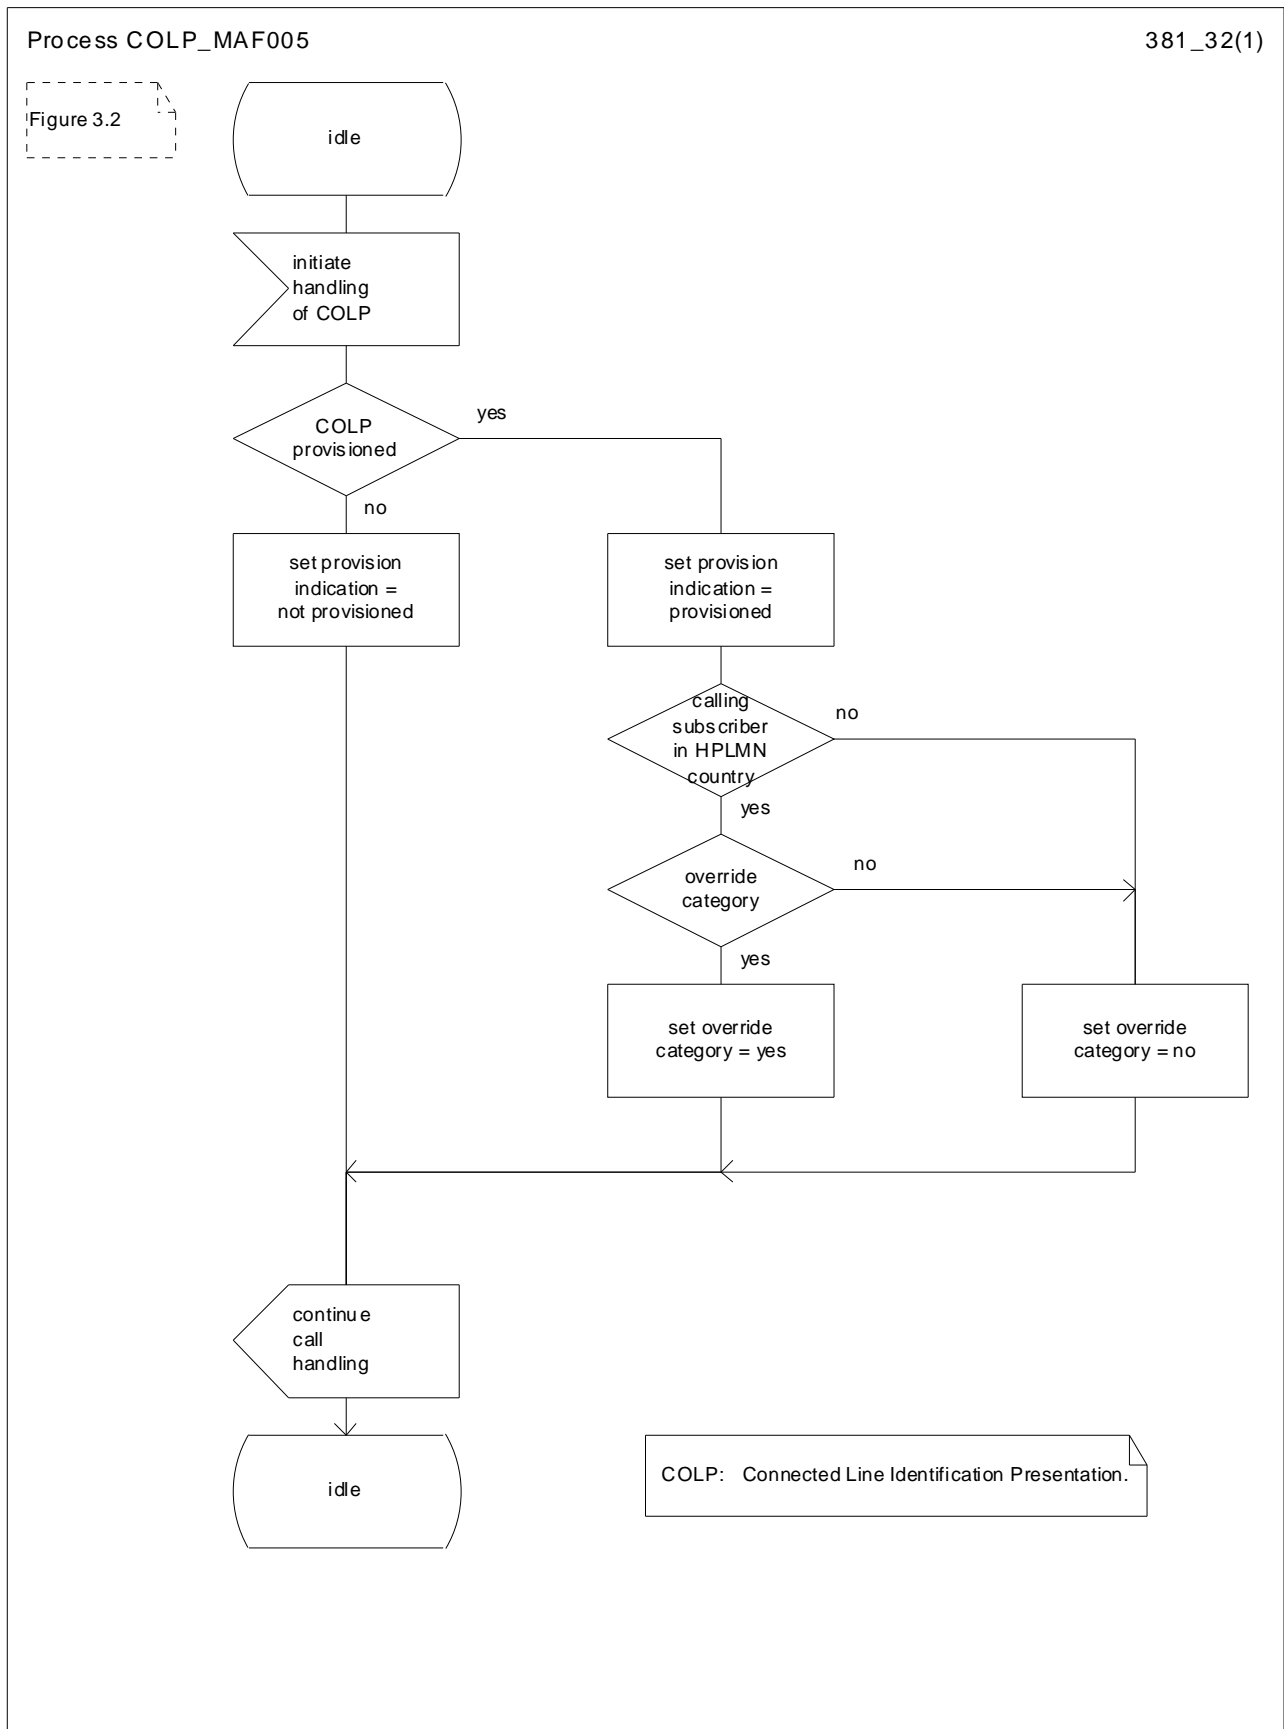 Process COLP_MAF005
381_32(1)
Figure 3.2
idle
initiate
handling
of COLP
COLP
provisioned
yes
no
set provision
indication =
not provisioned
set provision
indication =
provisioned
calling
subscriber
in HPLMN
country
no
yes
override
category
no
yes
set override
category = yes
set override
category = no
continue
call
handling
idle
COLP: Connected Line Identification Presentation.